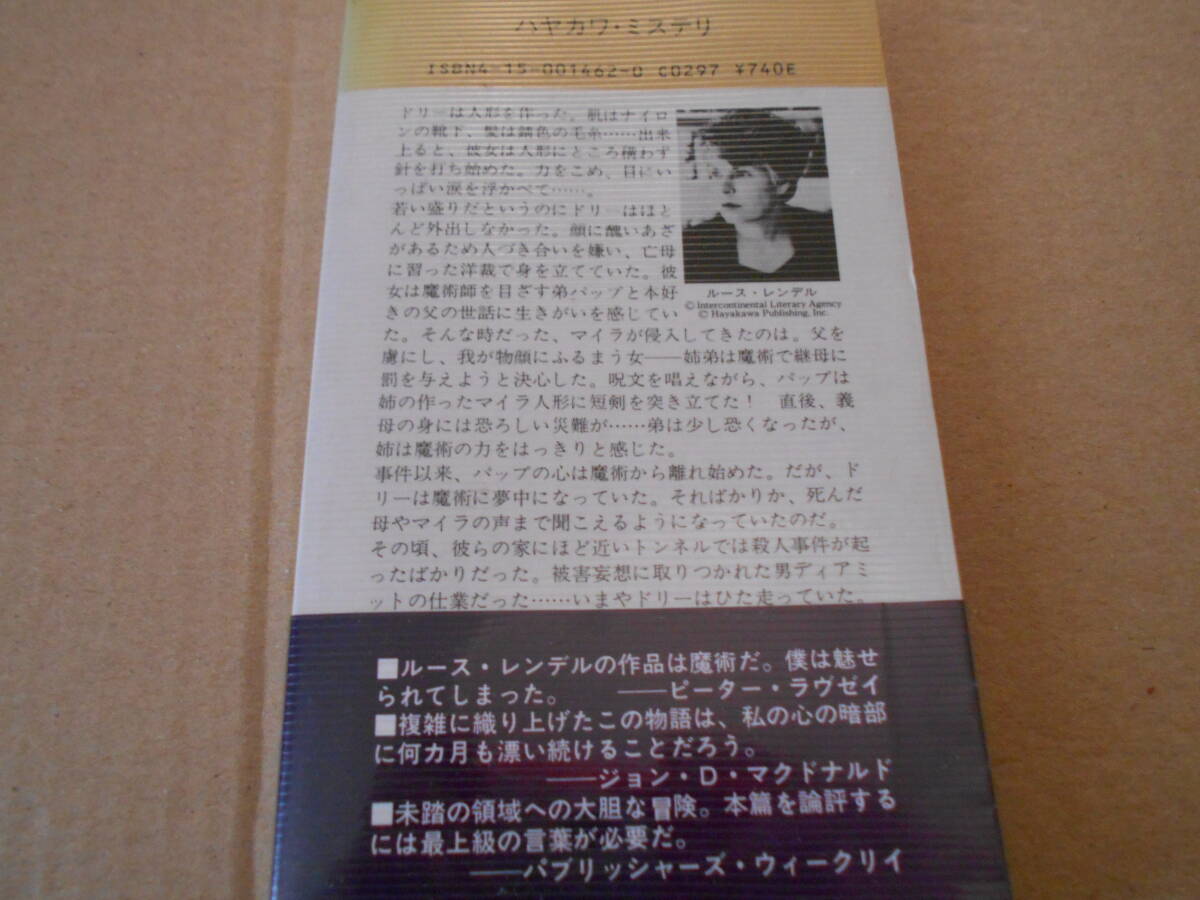 ハヤカワ・ミステリ
ISBN4-15-001462-0 C0297 ¥740E
ドリーは人形を作った。肌はナイロ
ンの靴下、髪は錆色の毛糸……出来
上ると、彼女は人形にところ構わず
針を打ち始めた。力をこめ、目にい
っぱい涙を浮かべて……。
若い盛りだというのにドリーはほと
んど外出しなかった。顔に醜いあざ
があるため人づき合いを嫌い、亡母
に習った洋裁で身を立てていた。彼
女は魔術師を目ざす弟パップと本好
きの父の世話に生きがいを感じてい
た。そんな時だった、マイラが侵入してきたのは。父を
虜にし、我が物顔にふるまう女――姉弟は魔術で継母に
罰を与えようと決心した。呪文を唱えながら、パップは
姉の作ったマイラ人形に短剣を突き立てた！　直後、義
母の身には恐ろしい災難が……弟は少し恐くなったが、
姉は魔術の力をはっきりと感じた。
事件以来、パップの心は魔術から離れ始めた。だが、ド
リーは魔術に夢中になっていた。そればかりか、死んだ
母やマイラの声まで聞こえるようになっていたのだ。
その頃、彼らの家にほど近いトンネルでは殺人事件が起
ったばかりだった。被害妄想に取りつかれた男ディアミ
ットの仕業だった……いまやドリーはひた走っていた。
ルース・レンデル
© Intercontinental Literary Agency
© Hayakawa Publishing, Inc.
■ルース・レンデルの作品は魔術だ。僕は魅せ
られてしまった。　――ピーター・ラヴゼイ
■複雑に織り上げたこの物語は、私の心の暗部
に何カ月も漂い続けることだろう。
――ジョン・D・マクドナルド
■未踏の領域への大胆な冒険。本篇を論評する
には最上級の言葉が必要だ。
――パブリッシャーズ・ウィークリイ